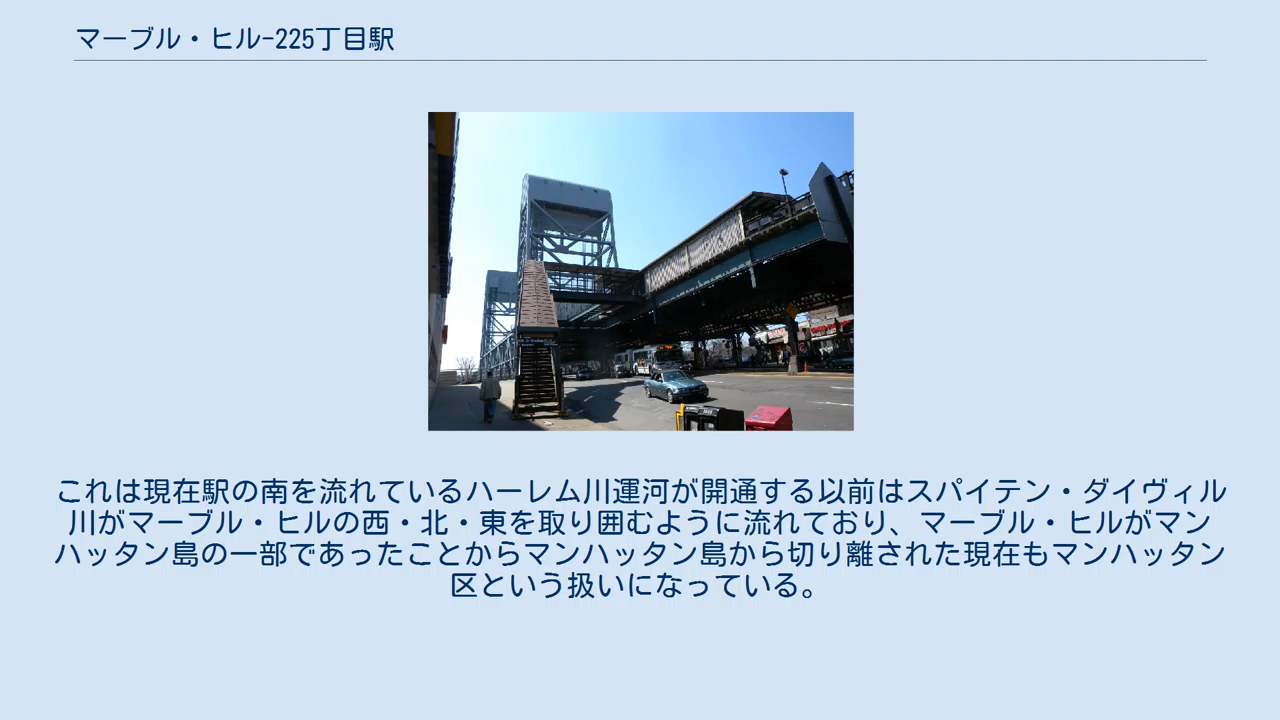 マーブル・ヒル-225丁目駅
これは現在駅の南を流れているハーレム川運河が開通する以前はスパイテン・ダイヴィル
川がマーブル・ヒルの西・北・東を取り囲むように流れており、マーブル・ヒルがマン
ハッタン島の一部であったことからマンハッタン島から切り離された現在もマンハッタン
区という扱いになっている。